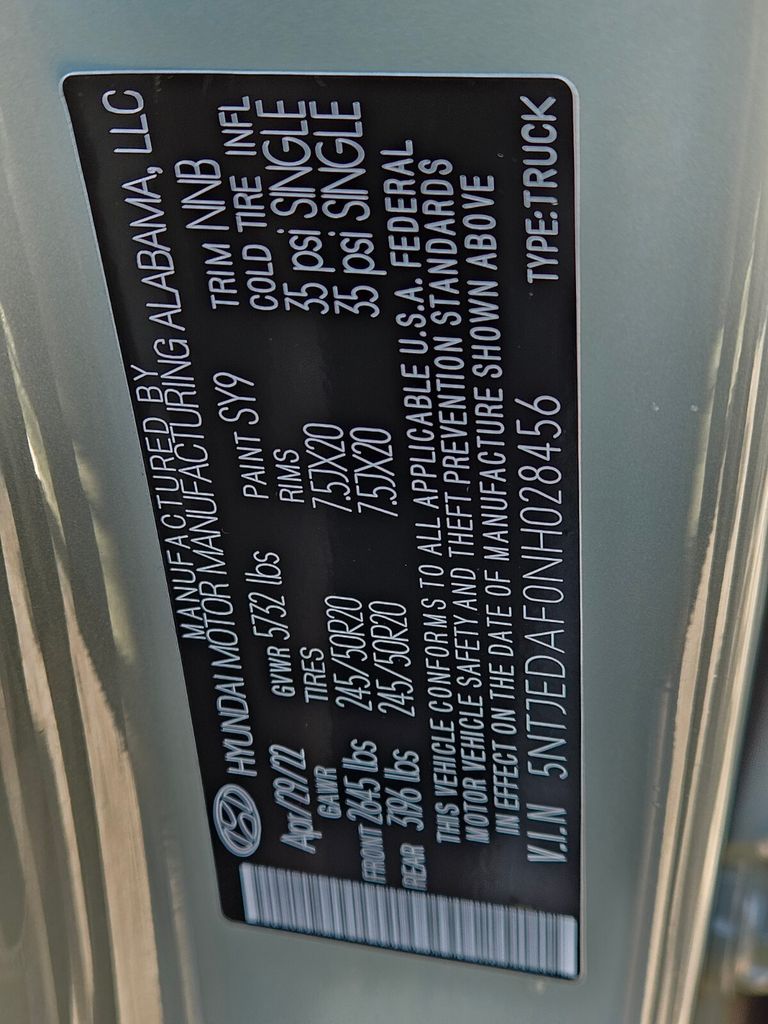 MANUFACTURED BY
HYUNDAI MOTOR MANUFACTURING ALABAMA, LLC
Apr/29/22 GVWR 5732 lbs PAINT SY9 TRIM NNB
GAWR TIRES RIMS COLD TIRE INFL
FRONT 2645 lbs 245/50R20 7.5JX20 35 psi SINGLE
REAR 3196 lbs 245/50R20 7.5JX20 35 psi SINGLE
THIS VEHICLE CONFORMS TO ALL APPLICABLE U.S.A. FEDERAL
MOTOR VEHICLE SAFETY AND THEFT PREVENTION STANDARDS
IN EFFECT ON THE DATE OF MANUFACTURE SHOWN ABOVE
V.I.N 5NTJEDAF0NH028456 TYPE:TRUCK